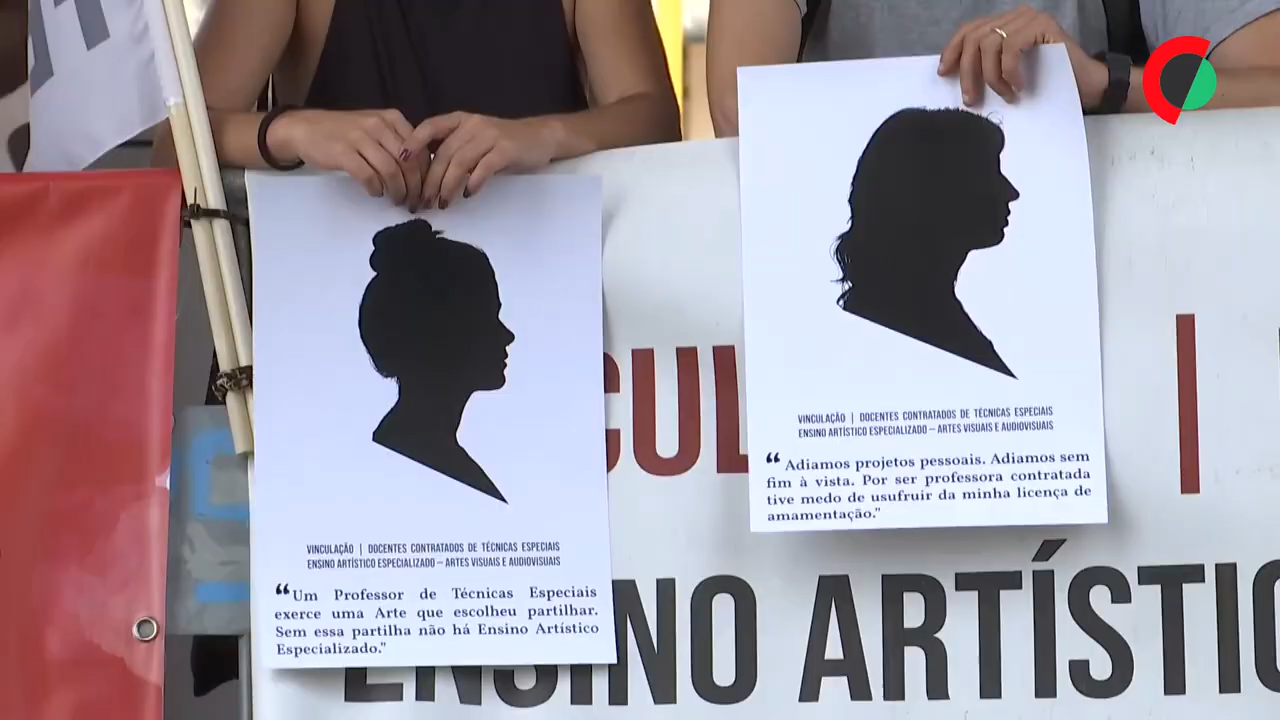 VINCULAÇÃO | DOCENTES CONTRATADOS DE TÉCNICAS ESPECIAIS
ENSINO ARTÍSTICO ESPECIALIZADO – ARTES VISUAIS E AUDIOVISUAIS
“Um Professor de Técnicas Especiais
exerce uma Arte que escolheu partilhar.
Sem essa partilha não há Ensino Artístico
Especializado."
VINCULAÇÃO | DOCENTES CONTRATADOS DE TÉCNICAS ESPECIAIS
ENSINO ARTÍSTICO ESPECIALIZADO – ARTES VISUAIS E AUDIOVISUAIS
“ Adiamos projetos pessoais. Adiamos sem
fim à vista. Por ser professora contratada
tive medo de usufruir da minha licença de
amamentação."
CUL |
ENSINO ARTÍSTIC